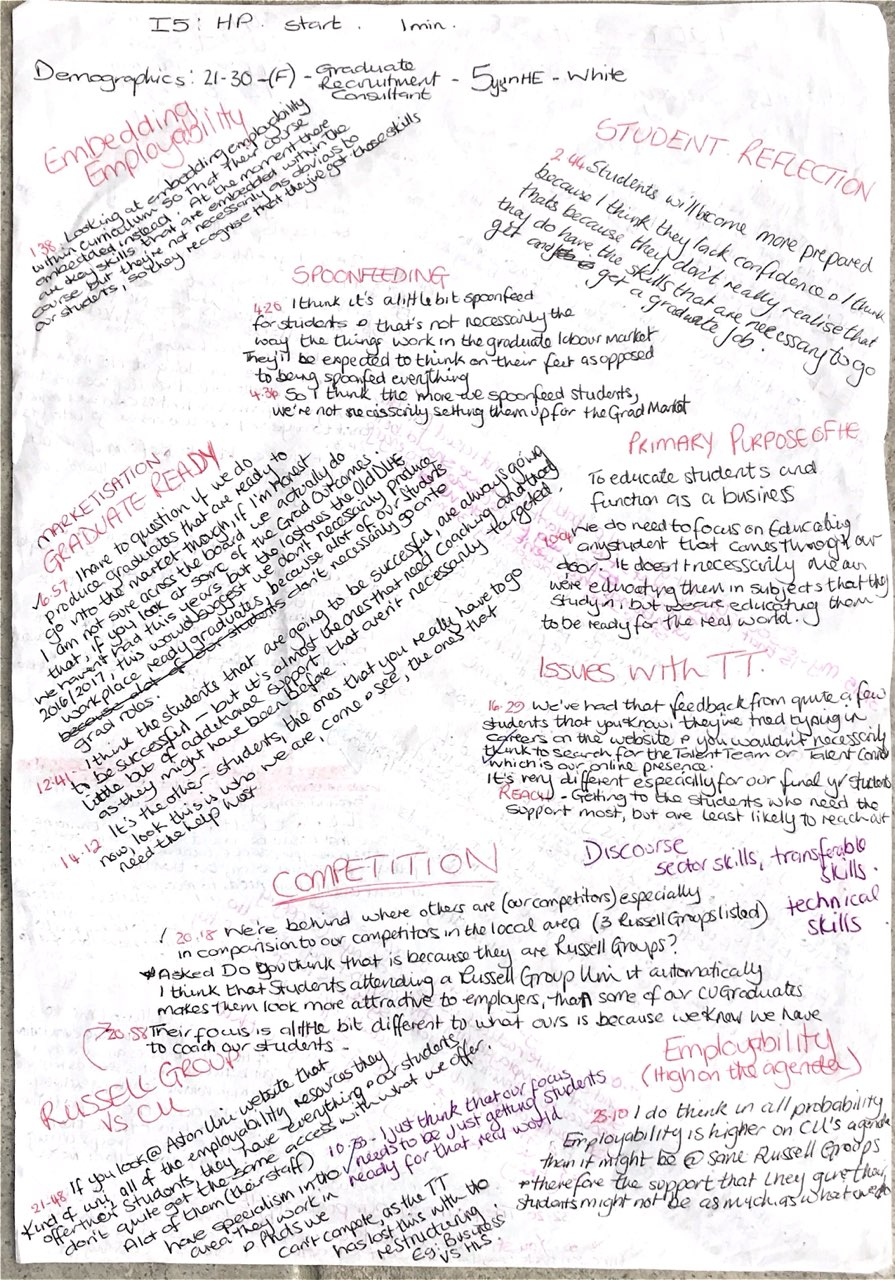 I5: HP. start. 1min.
Demographics: 21-30-(F) - Graduate
Recruitment
Consultant
- 5yrsinHE - White
Embedding
Employability
1.38 Looking at embedding employability
within curriculum so that their course
embedded instead. At the moment there
are key skills that are embedded within the
course but they're not necessarily as obvious to
our students, so they recognise that they've got those skills
STUDENT REFLECTION
2.44 Students will become more prepared
because I think they lack confidence & I think
thats because they don't really realise that
they do have the skills that are necessary to go
get and get a graduate job.
SPOONFEEDING
4.20 I think it's a little bit spoonfeed
for students & that's not necessarily the
way the things work in the graduate labour market
They'll be expected to think on their feet as opposed
to being spoonfed everything
4.36 So I think the more we spoonfeed students,
we're not necissarily setting them up for the Grad Market
MARKETISATION -
GRADUATE READY
6.57 I have to question if we do
produce graduates that are ready to
go into the market though, if I'm Honest
I am not sure across the board we actually do
that, if you look at some of the Grad Outcomes -
we haven't had this years but the last ones the Old DLHE
2016/2017, this would suggest we don't necessarily produce
workplace ready graduates, because alot of our students
because alot of our students don't necessarily go into
grad roles.
12.41 - I think the students that are going to be successful, are always going
to be successful - but it's almost the ones that need coaching and that
little bit of additional support that aren't necessarily targeted.
as they might have been before
14.12 It's the other students, the ones that you really have to go
now, look this is who we are come & see, the ones that
need the help most
PRIMARY PURPOSE OF HE
To educate students and
function as a business
10.04 We do need to focus on Educating
any student that comes through our
door. It doesn't necessarily mean
we're educating them in subjects that they
study in, but we are educating them
to be ready for the real world.
Issues with TT.
16.29 We've had that feedback from quite a few
students that you know, they've tried typing in
careers on the website & you wouldn't necessarily
think to search for the Talent Team or Talent
which is our online presence.
It's very different especially for our final yr students
REACH - Getting to the students who need the
support most, but are least likely to reach out
Discourse
sector skills, transferable
skills.
technical
skills
COMPETITION
20.18 We're behind where others are (our competitors) especially
in comparision to our competitors in the local area (3 Russell Groups listed)
*Asked Do you think that is because they are Russell Groups?
I think that Students attending a Russell Group Uni it automatically
makes them look more attractive to employers, than some of our CU Graduates
20.58 Their focus is a little bit different to what ours is because we know we have
to coach our students -
RUSSELL GROUP
VS CU
21.48 If you look @ Aston Uni website that
Kind of uni, all of the employability resources they
offer their Students, they have everything & our students
don't quite get the same access with what we offer.
Alot of them (their staff)
have specialism in the
area they work in
& PHds we
can't compete, as the TT
has lost this with the
restructuring.
Eg: Business
VS HLS.
10.55 - I just think that our focus
needs to be just getting students
ready for that real world
Employability
(High on the agenda)
25.10 I do think in all probability
Employability is higher on CU's agenda
than it might be @ some Russell Groups
& therefore the support that they give their
students might not be as much as what we do